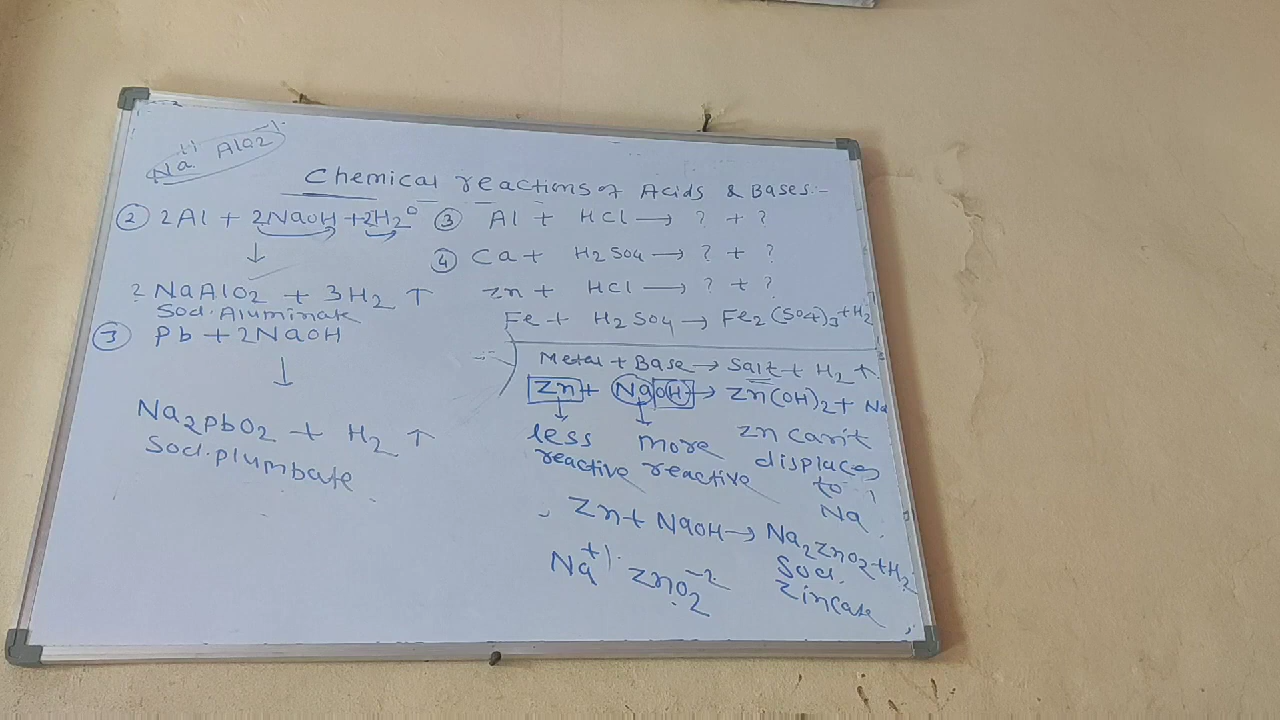 Na+1 AlO2-1
Chemical reactions of Acids & Bases:-
② 2Al + 2NaOH + 2H2O
↓
2 NaAlO2 + 3H2 ↑
Sod. Aluminate
③ Pb + 2NaOH
↓
Na2PbO2 + H2 ↑
Sod. plumbate
③ Al + HCl → ? + ?
④ Ca + H2SO4 → ? + ?
Zn + HCl → ? + ?
Fe + H2SO4 → Fe2(SO4)3 + H2
Metal + Base → Salt + H2 ↑
Zn + NaOH → Zn(OH)2 + Na
↓ ↓
less more
reactive reactive
Zn can't
displaces
to
Na
Zn + NaOH → Na2ZnO2 + H2
Sod.
Zincate
Na+1 ZnO2-2